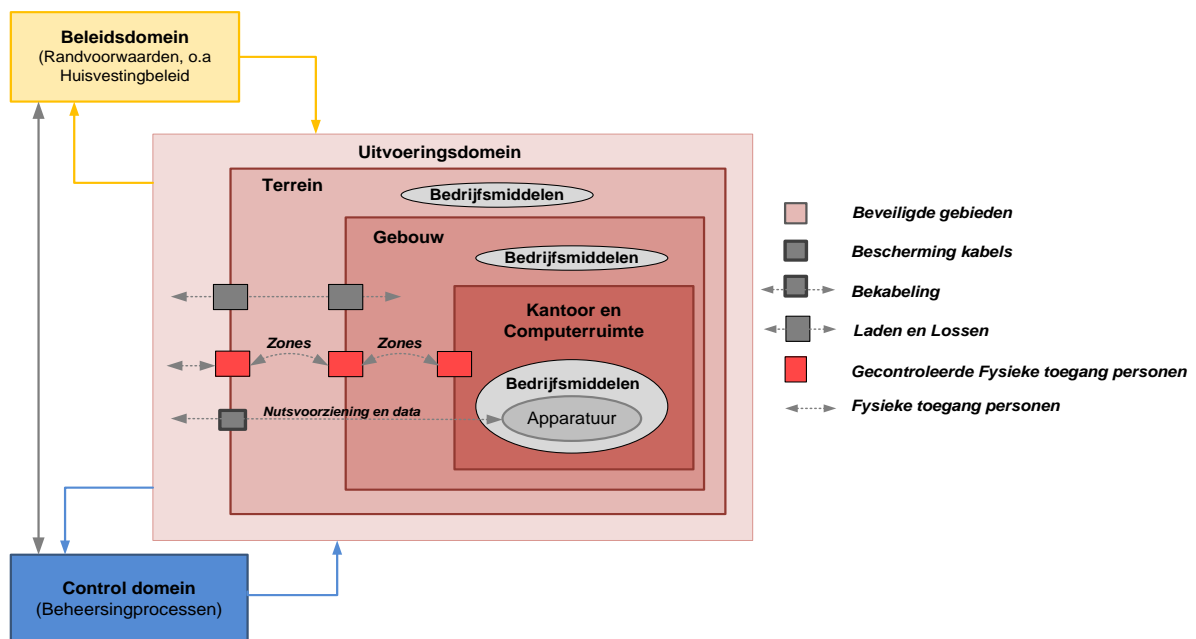 Beleidsdomein
(Randvoorwaarden, o.a
Huisvestingbeleid
Uitvoeringsdomein
Terrein
Bedrijfsmiddelen
Gebouw
Bedrijfsmiddelen
Kantoor en
Computerruimte
Zones
Zones
Bedrijfsmiddelen
Apparatuur
Nutsvoorziening en data
Beveiligde gebieden
Bescherming kabels
Bekabeling
Laden en Lossen
Gecontroleerde Fysieke toegang personen
Fysieke toegang personen
Control domein
(Beheersingprocessen)